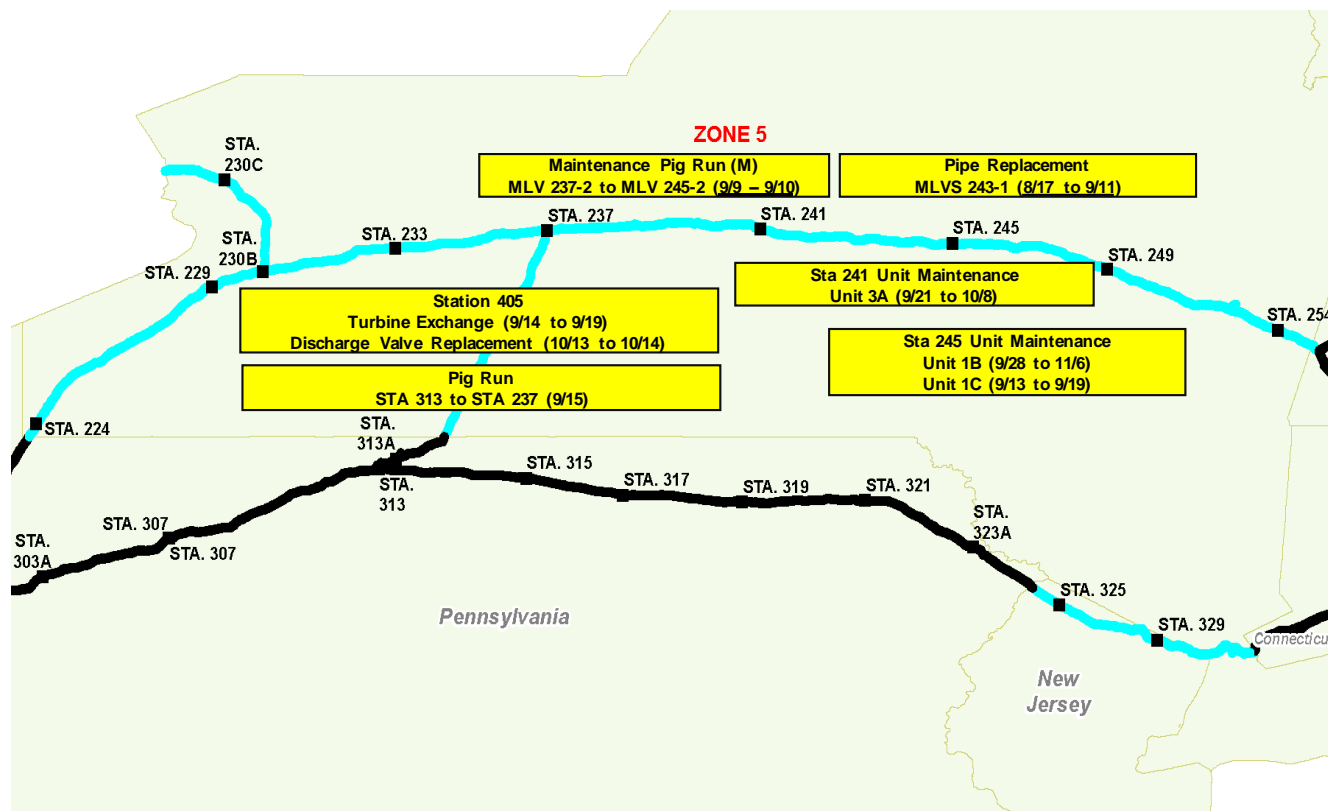 ZONE 5
STA.
230C
Maintenance Pig Run (M)
MLV 237-2 to MLV 245-2 (9/9 – 9/10)
Pipe Replacement
MLVS 243-1 (8/17 to 9/11)
STA. 237
STA. 241
STA. 245
STA. 233
STA.
230B
STA. 249
STA. 229
Sta 241 Unit Maintenance
Unit 3A (9/21 to 10/8)
Station 405
Turbine Exchange (9/14 to 9/19)
Discharge Valve Replacement (10/13 to 10/14)
STA. 254
Sta 245 Unit Maintenance
Unit 1B (9/28 to 11/6)
Unit 1C (9/13 to 9/19)
Pig Run
STA 313 to STA 237 (9/15)
STA. 224
STA.
313A
STA. 315
STA. 317
STA. 319
STA. 321
STA.
313
STA. 307
STA. 307
STA.
303A
STA.
323A
STA. 325
STA. 329
Pennsylvania
Connecticu
New
Jersey